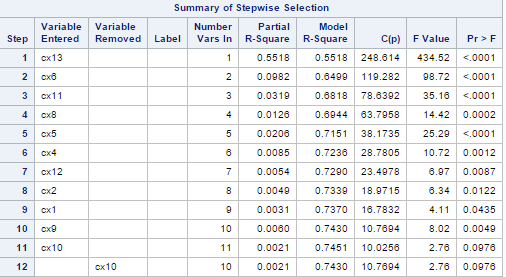 Summary of Stepwise Selection
Step Variable Entered Variable Removed Label Number Vars In Partial R-Square Model R-Square C(p) F Value Pr > F
1 cx13 1 0.5518 0.5518 248.614 434.52 <.0001
2 cx6 2 0.0982 0.6499 119.282 98.72 <.0001
3 cx11 3 0.0319 0.6818 78.6392 35.16 <.0001
4 cx8 4 0.0126 0.6944 63.7958 14.42 0.0002
5 cx5 5 0.0206 0.7151 38.1735 25.29 <.0001
6 cx4 6 0.0085 0.7236 28.7805 10.72 0.0012
7 cx12 7 0.0054 0.7290 23.4978 6.97 0.0087
8 cx2 8 0.0049 0.7339 18.9715 6.34 0.0122
9 cx1 9 0.0031 0.7370 16.7832 4.11 0.0435
10 cx9 10 0.0060 0.7430 10.7694 8.02 0.0049
11 cx10 11 0.0021 0.7451 10.0256 2.76 0.0976
12 cx10 10 0.0021 0.7430 10.7694 2.76 0.0976